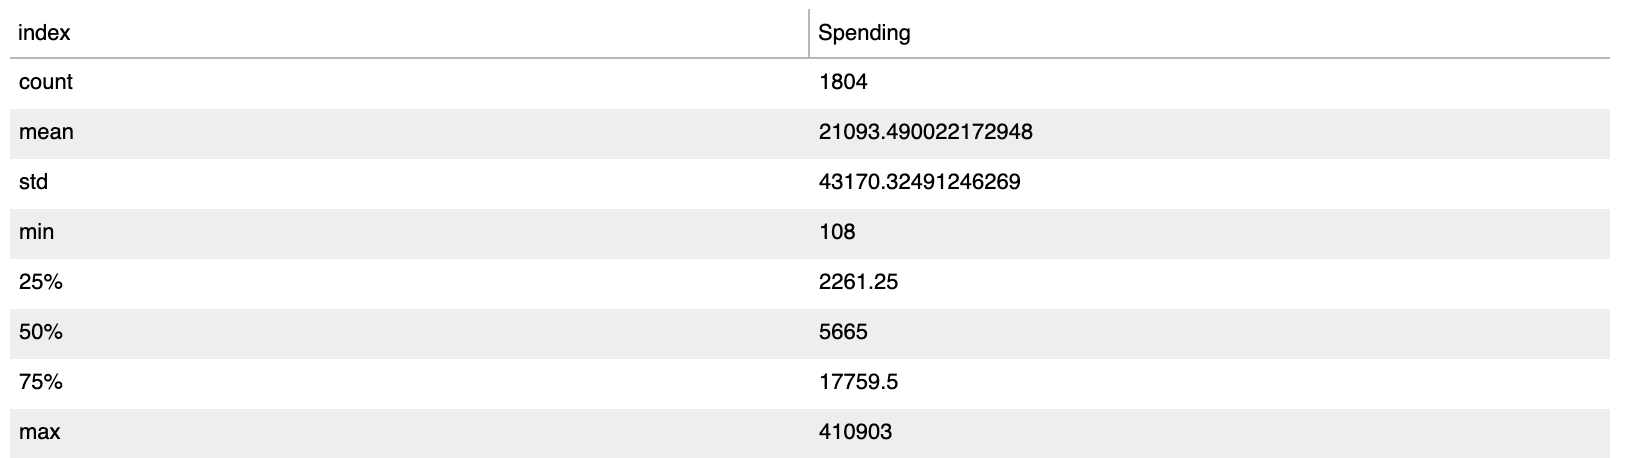 index Spending
count 1804
mean 21093.490022172948
std 43170.32491246269
min 108
25% 2261.25
50% 5665
75% 17759.5
max 410903